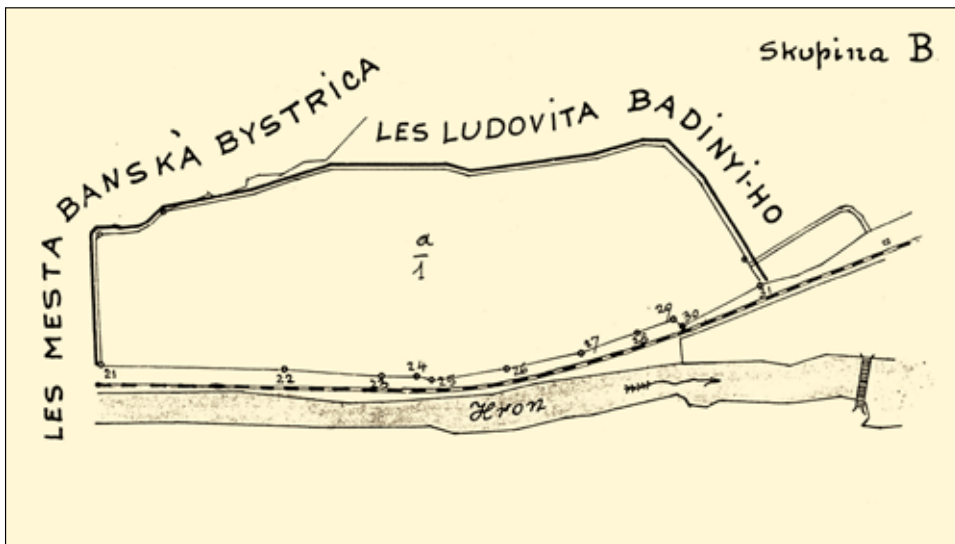 Skupina B
LES MESTA BANSKÀ BYSTRICA
LES LUDOVITA BADINYI-HO
a
1
21
22
23
24
25
26
27
28
29
30
31
Hron